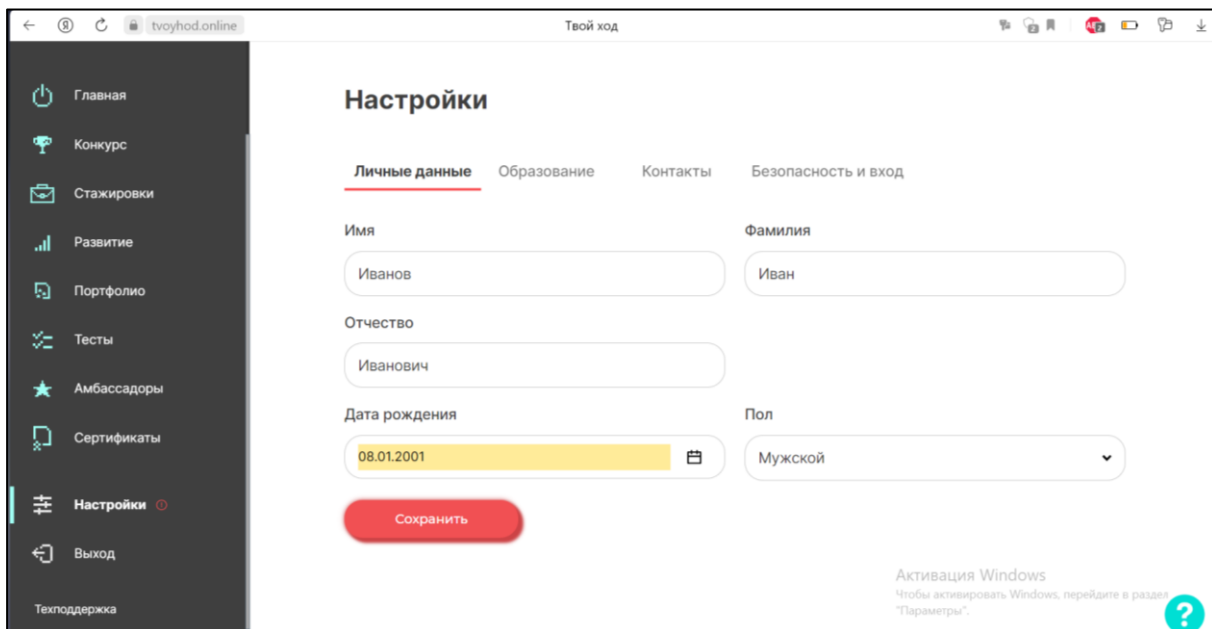 tvoyhod.online
Твой ход
Главная
Конкурс
Стажировки
Развитие
Портфолио
Тесты
Амбассадоры
Сертификаты
Настройки
Выход
Техподдержка
Настройки
Личные данные Образование Контакты Безопасность и вход
Имя Фамилия
Иванов Иван
Отчество
Иванович
Дата рождения Пол
08.01.2001 Мужской
Сохранить
Активация Windows
Чтобы активировать Windows, перейдите в раздел
"Параметры".
?